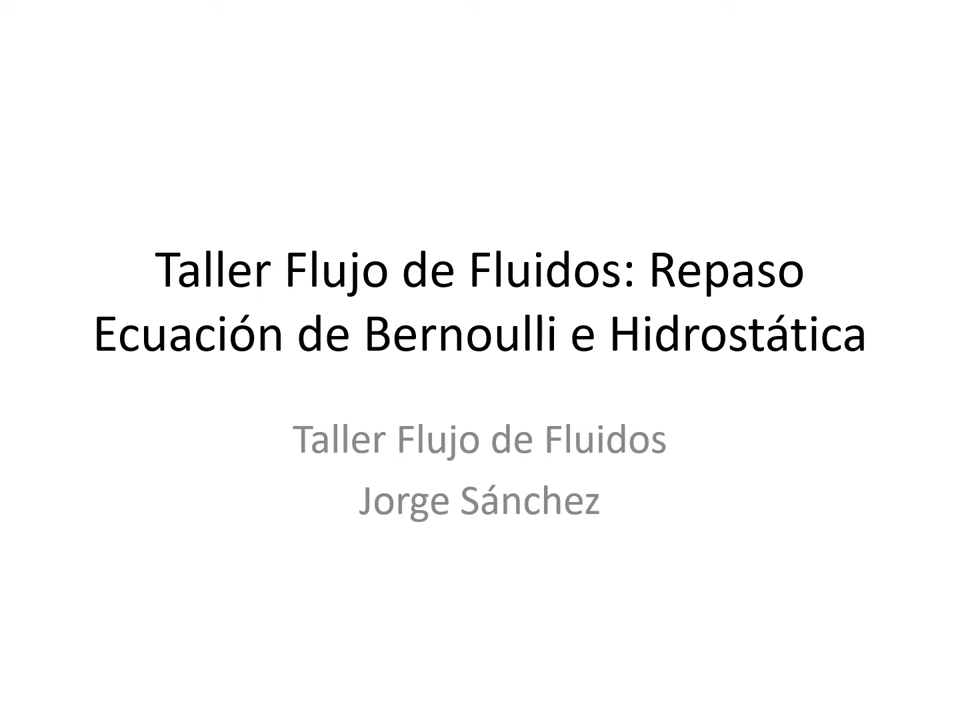 Taller Flujo de Fluidos: Repaso
Ecuación de Bernoulli e Hidrostática
Taller Flujo de Fluidos
Jorge Sánchez